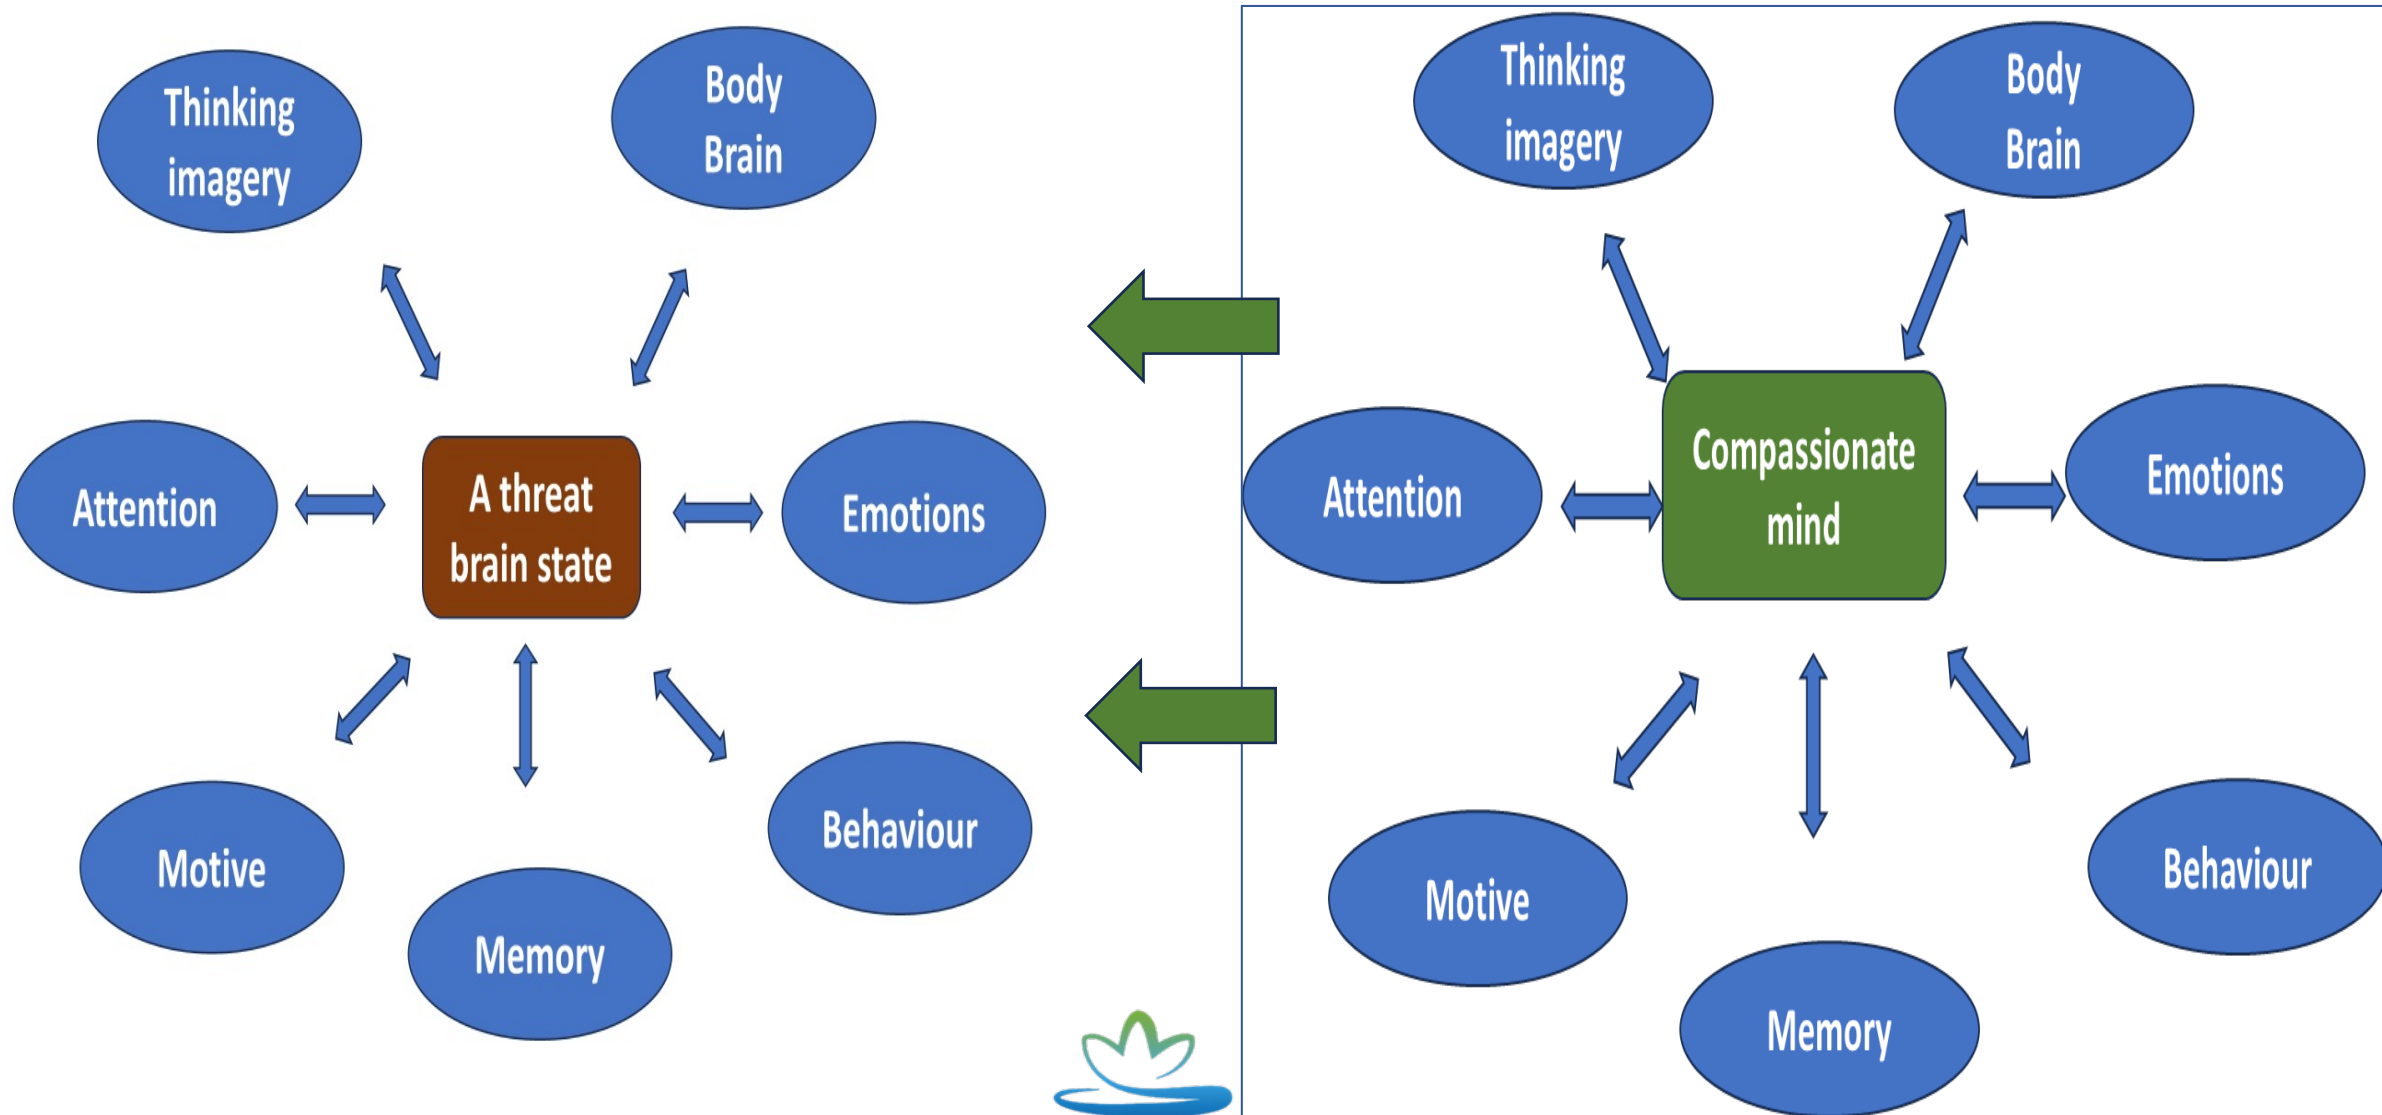 Thinking
imagery
Body
Brain
Attention
A threat
brain state
Emotions
Motive
Memory
Behaviour
Thinking
imagery
Body
Brain
Attention
Compassionate
mind
Emotions
Motive
Memory
Behaviour